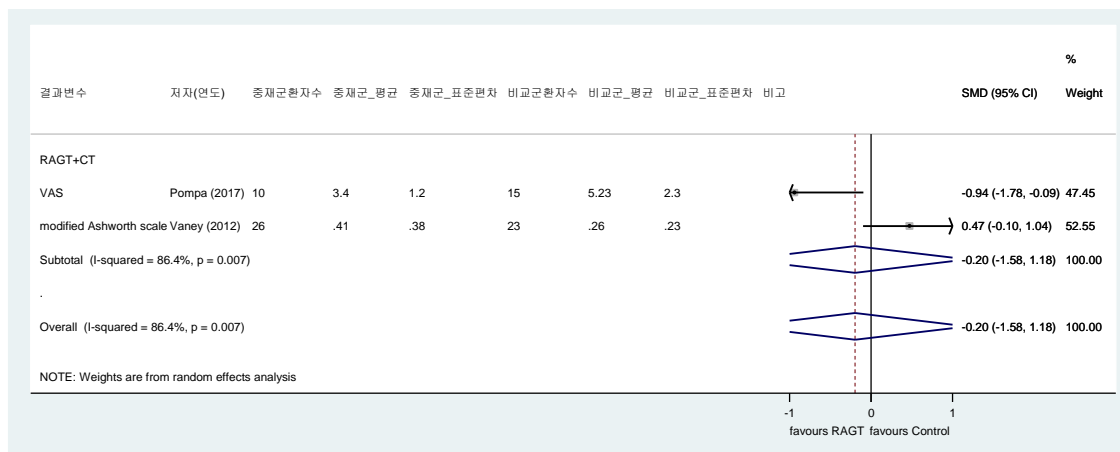 %
결과변수 저자(연도) 중재군환자수 중재군_평균 중재군_표준편차 비교군환자수 비교군_평균 비교군_표준편차 비고 SMD (95% CI) Weight
RAGT+CT
VAS Pompa (2017) 10 3.4 1.2 15 5.23 2.3 -0.94 (-1.78, -0.09) 47.45
modified Ashworth scale Vaney (2012) 26 .41 .38 23 .26 .23 0.47 (-0.10, 1.04) 52.55
Subtotal (I-squared = 86.4%, p = 0.007) -0.20 (-1.58, 1.18) 100.00
.
Overall (I-squared = 86.4%, p = 0.007) -0.20 (-1.58, 1.18) 100.00
NOTE: Weights are from random effects analysis
-1 0 1
favours RAGT favours Control